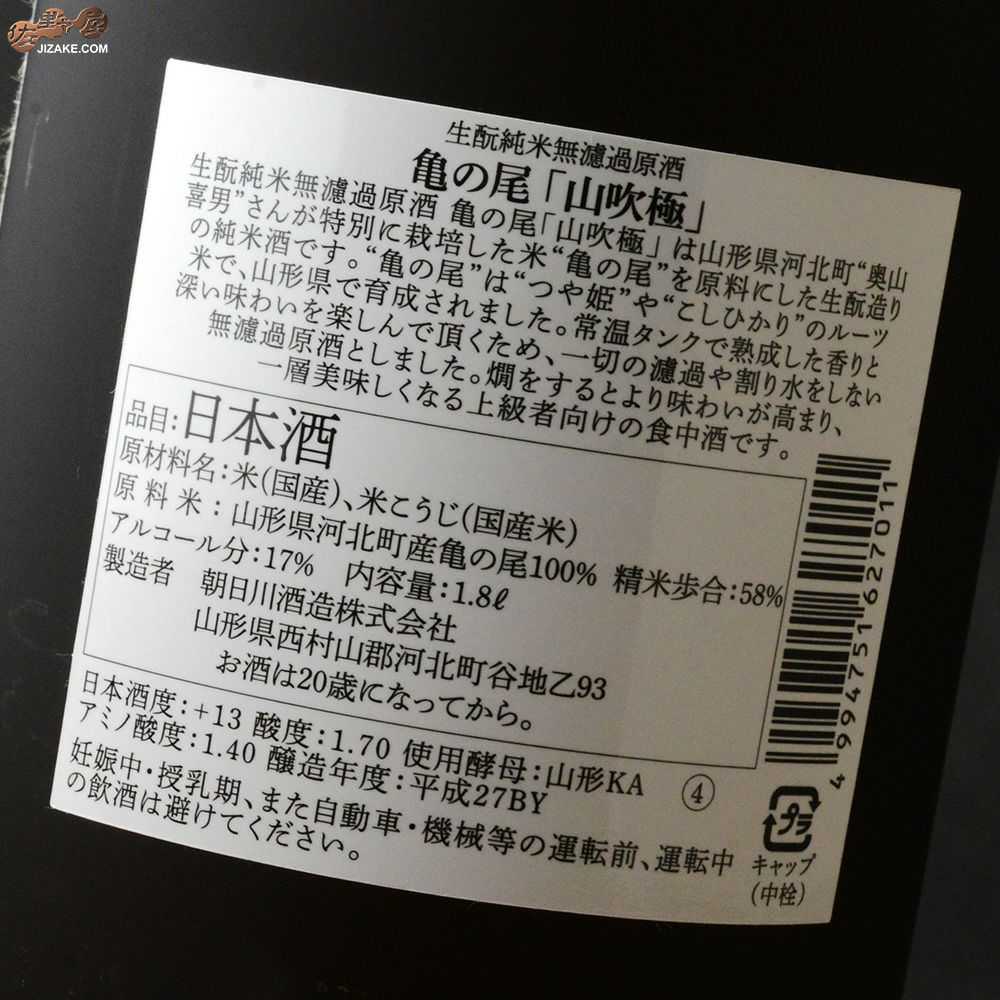 佐野屋
JIZAKE.COM
生酛純米無濾過原酒
亀の尾「山吹極」
生酛純米無濾過原酒 亀の尾「山吹極」は山形県河北町“奥山
喜男”さんが特別に栽培した米“亀の尾”を原料にした生酛造り
の純米酒です。“亀の尾”は“つや姫”や“こしひかり”のルーツ
米で、山形県で育成されました。常温タンクで熟成した香りと
深い味わいを楽しんで頂くため、一切の濾過や割り水をしない
無濾過原酒としました。燗をするとより味わいが高まり、
一層美味しくなる上級者向けの食中酒です。
品目:日本酒
原材料名:米(国産)、米こうじ(国産米)
原料米:山形県河北町産亀の尾100% 精米歩合:58%
アルコール分:17% 内容量:1.8ℓ
製造者 朝日川酒造株式会社
山形県西村山郡河北町谷地乙93
お酒は20歳になってから。
日本酒度:+13 酸度:1.70 使用酵母:山形KA
アミノ酸度:1.40 醸造年度:平成27BY
④
妊娠中・授乳期、また自動車・機械等の運転前、運転中
の飲酒は避けてください。
4994751627011
プラ
キャップ
(中栓)